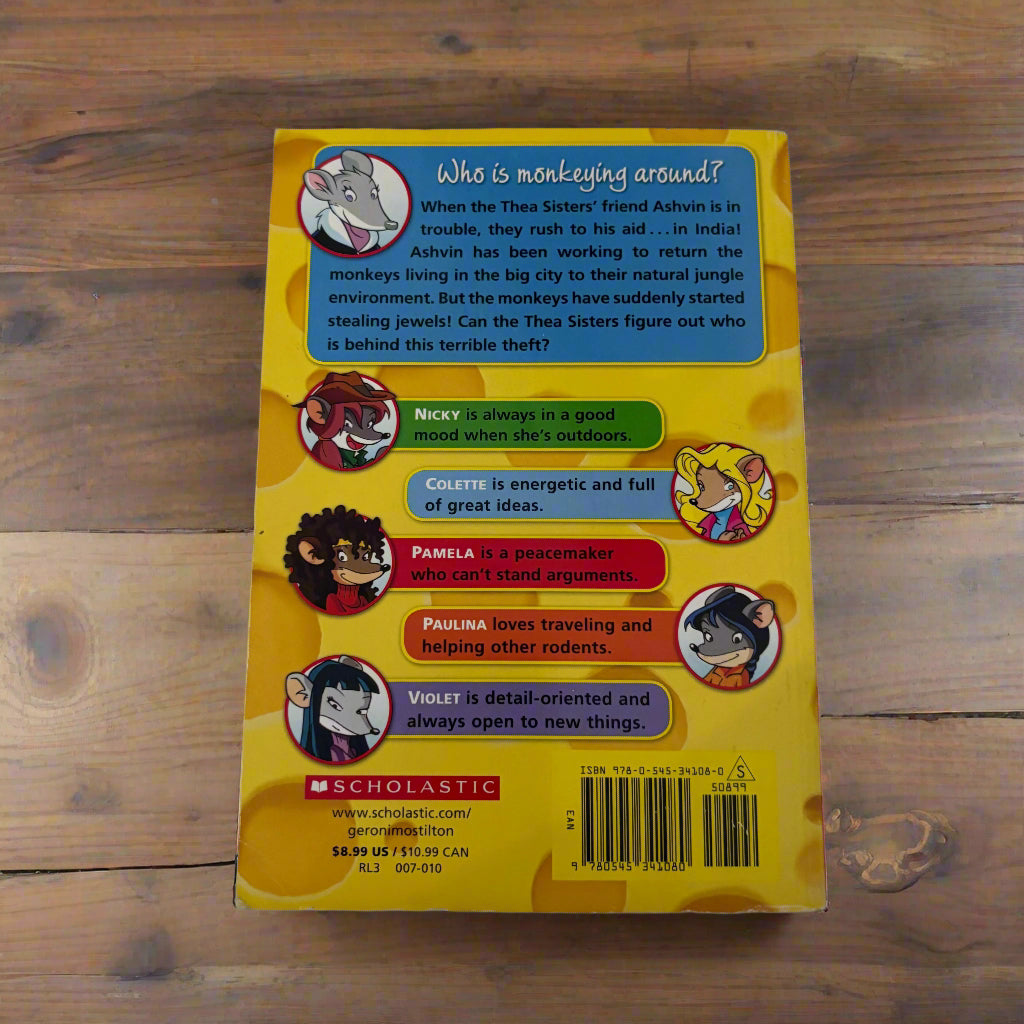 Who is monkeying around?
When the Thea Sisters' friend Ashvin is in
trouble, they rush to his aid . . . in India!
Ashvin has been working to return the
monkeys living in the big city to their natural jungle
environment. But the monkeys have suddenly started
stealing jewels! Can the Thea Sisters figure out who
is behind this terrible theft?
NICKY is always in a good
mood when she's outdoors.
COLETTE is energetic and full
of great ideas.
PAMELA is a peacemaker
who can't stand arguments.
PAULINA loves traveling and
helping other rodents.
VIOLET is detail-oriented and
always open to new things.
SCHOLASTIC
www.scholastic.com/
geronimostilton
$8.99 US / $10.99 CAN
RL3 007-010
ISBN 978-0-545-34108-0
S
50899
EAN
9 780545 341080